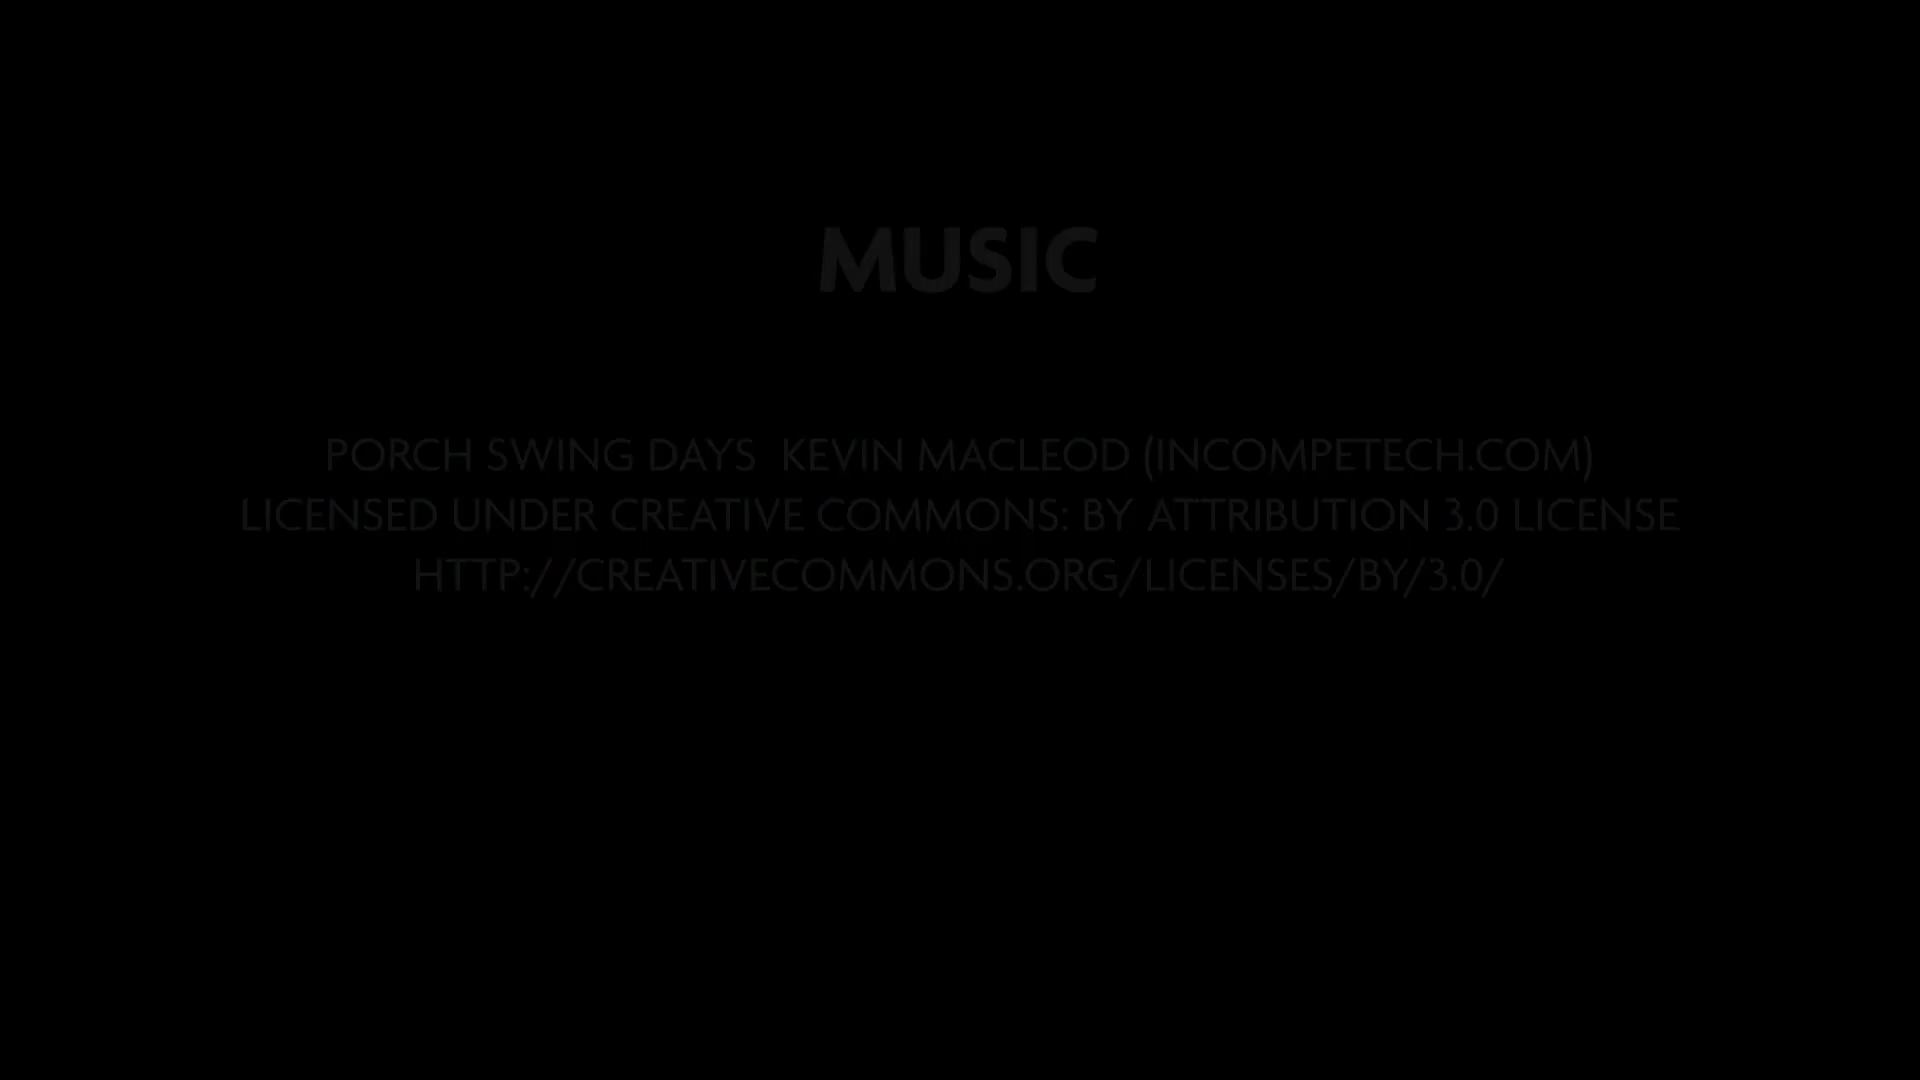 MUSIC
PORCH SWING DAYS  KEVIN MACLEOD (INCOMPETECH.COM)
LICENSED UNDER CREATIVE COMMONS: BY ATTRIBUTION 3.0 LICENSE
HTTP://CREATIVECOMMONS.ORG/LICENSES/BY/3.0/